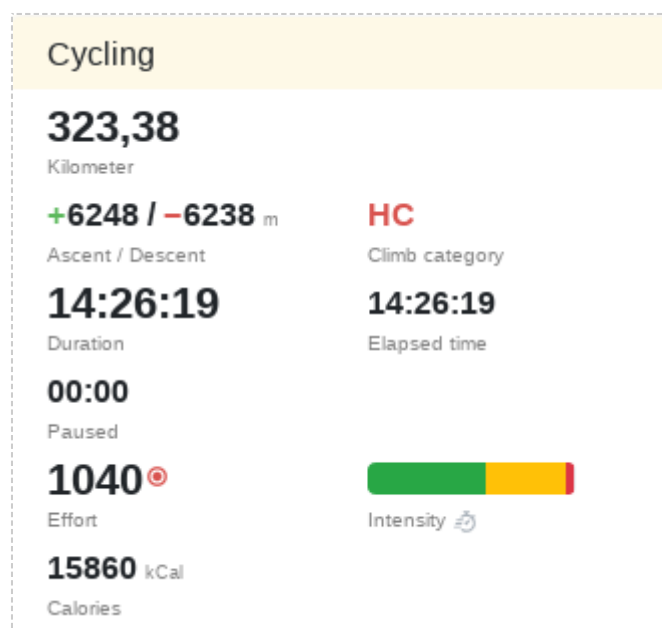 Cycling
323,38
Kilometer
+6248 / −6238 m
HC
Ascent / Descent
Climb category
14:26:19
14:26:19
Duration
Elapsed time
00:00
Paused
1040
Effort
Intensity
15860 kCal
Calories